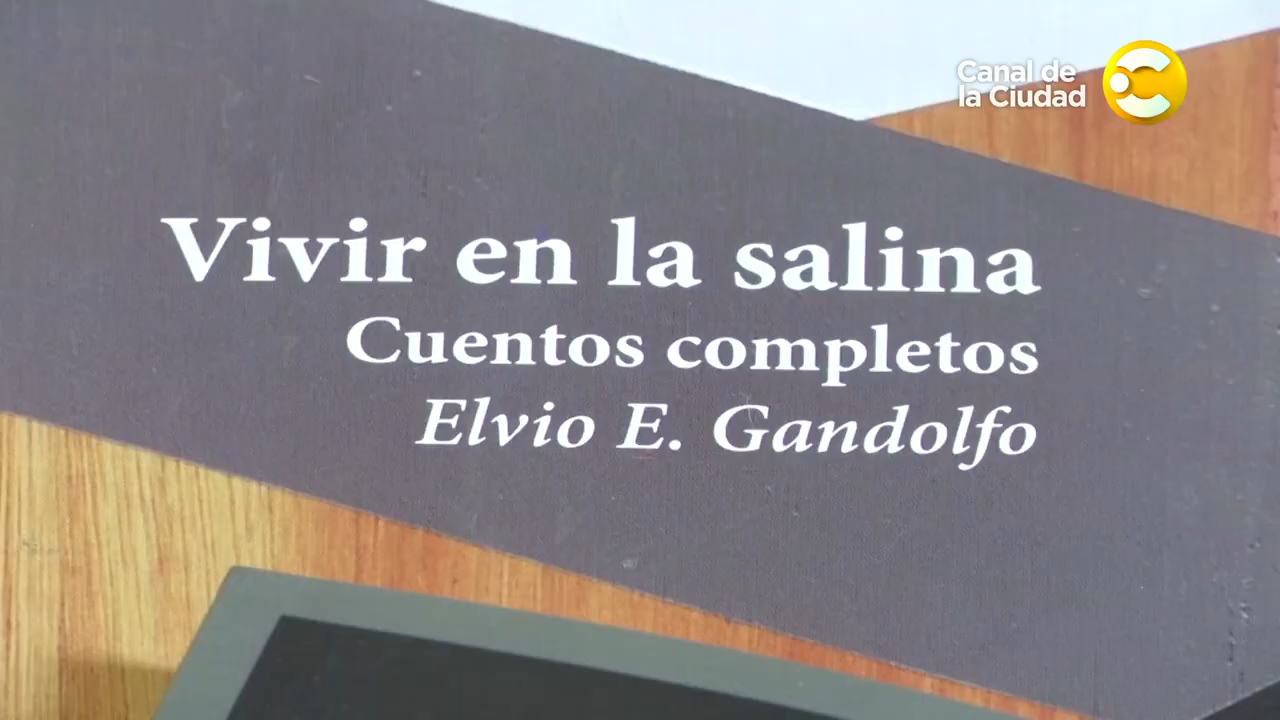 Canal de
la Ciudad
Vivir en la salina
Cuentos completos
Elvio E. Gandolfo